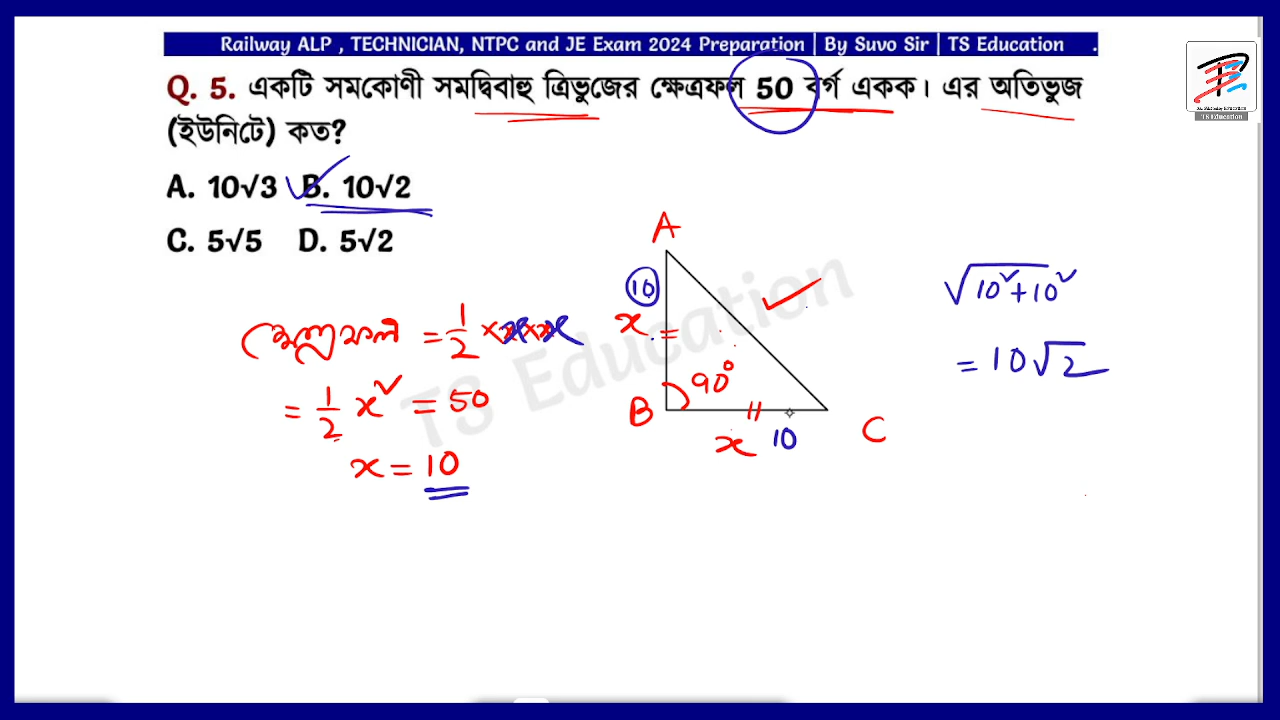 Railway ALP , TECHNICIAN, NTPC and JE Exam 2024 Preparation | By Suvo Sir | TS Education .
Q. 5. একটি সমকোণী সমদ্বিবাহু ত্রিভুজের ক্ষেত্রফল 50 বর্গ একক। এর অতিভুজ
(ইউনিটে) কত?
A. 10√3 B. 10√2
C. 5√5 D. 5√2
A
10
x
90°
B
x 10
C
ক্ষেত্রফল = 1/2 × x × x
= 1/2 x² = 50
x = 10
√10² + 10²
= 10√2
TS Education
TS Education